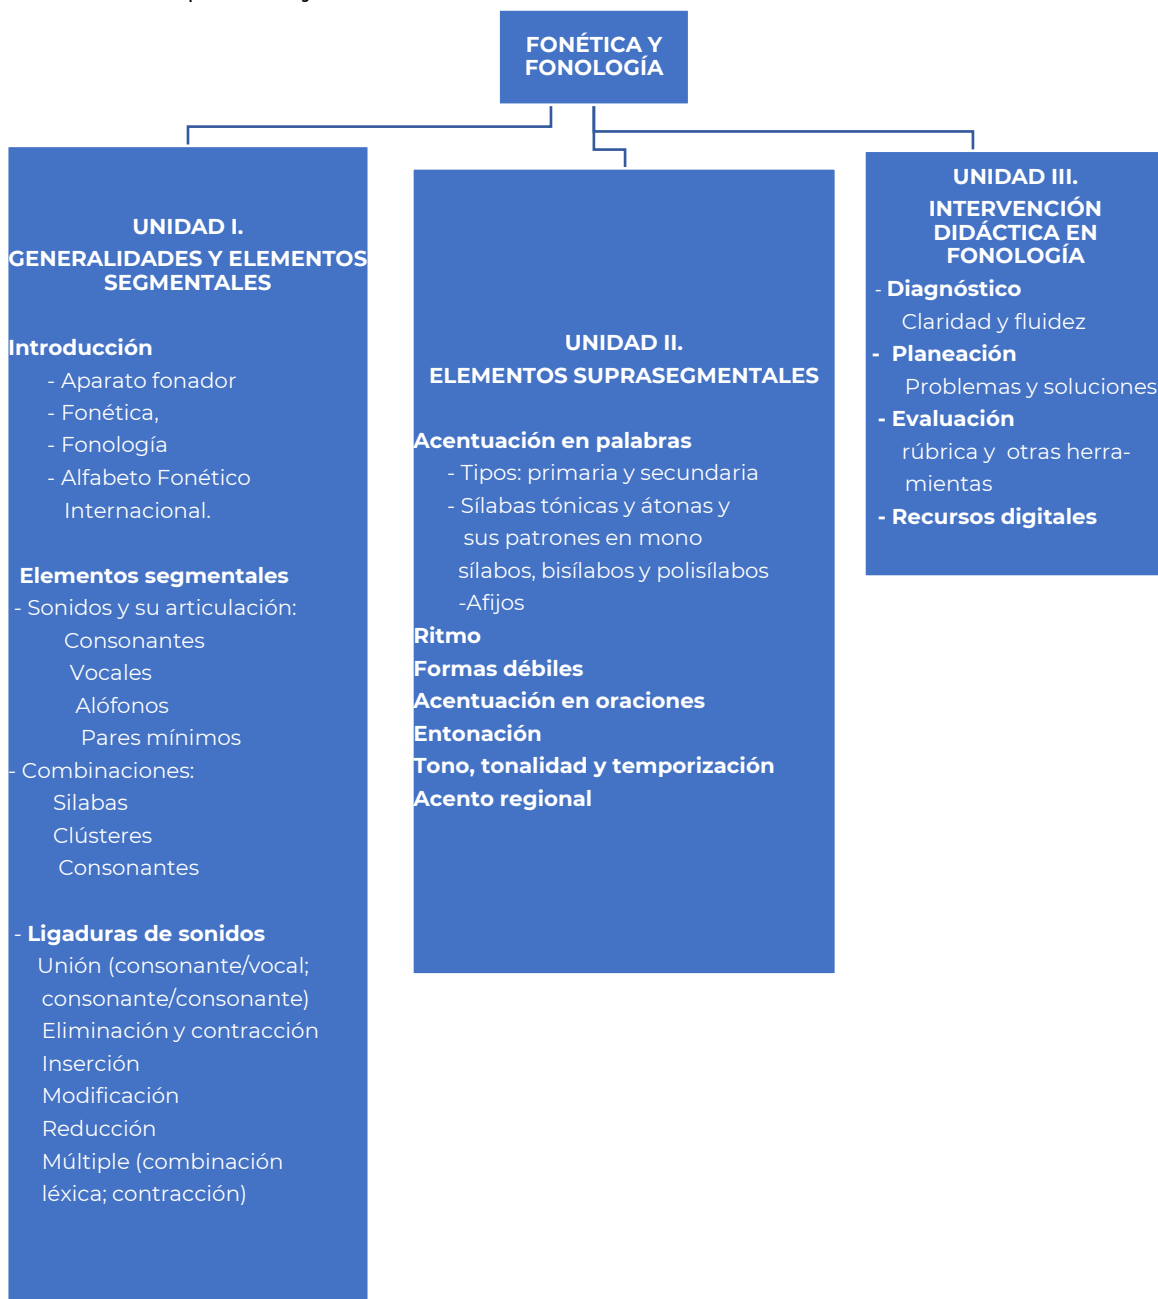 FONÉTICA Y
FONOLOGÍA
UNIDAD I.
GENERALIDADES Y ELEMENTOS
SEGMENTALES
Introducción
- Aparato fonador
- Fonética,
- Fonología
- Alfabeto Fonético
Internacional.
Elementos segmentales
- Sonidos y su articulación:
Consonantes
Vocales
Alófonos
Pares mínimos
- Combinaciones:
Silabas
Clústeres
Consonantes
- Ligaduras de sonidos
Unión (consonante/vocal;
consonante/consonante)
Eliminación y contracción
Inserción
Modificación
Reducción
Múltiple (combinación
léxica; contracción)
UNIDAD II.
ELEMENTOS SUPRASEGMENTALES
Acentuación en palabras
- Tipos: primaria y secundaria
- Sílabas tónicas y átonas y
sus patrones en mono
sílabos, bisílabos y polisílabos
-Afijos
Ritmo
Formas débiles
Acentuación en oraciones
Entonación
Tono, tonalidad y temporización
Acento regional
UNIDAD III.
INTERVENCIÓN
DIDÁCTICA EN
FONOLOGÍA
- Diagnóstico
Claridad y fluidez
- Planeación
Problemas y soluciones
- Evaluación
rúbrica y otras herra-
mientas
- Recursos digitales